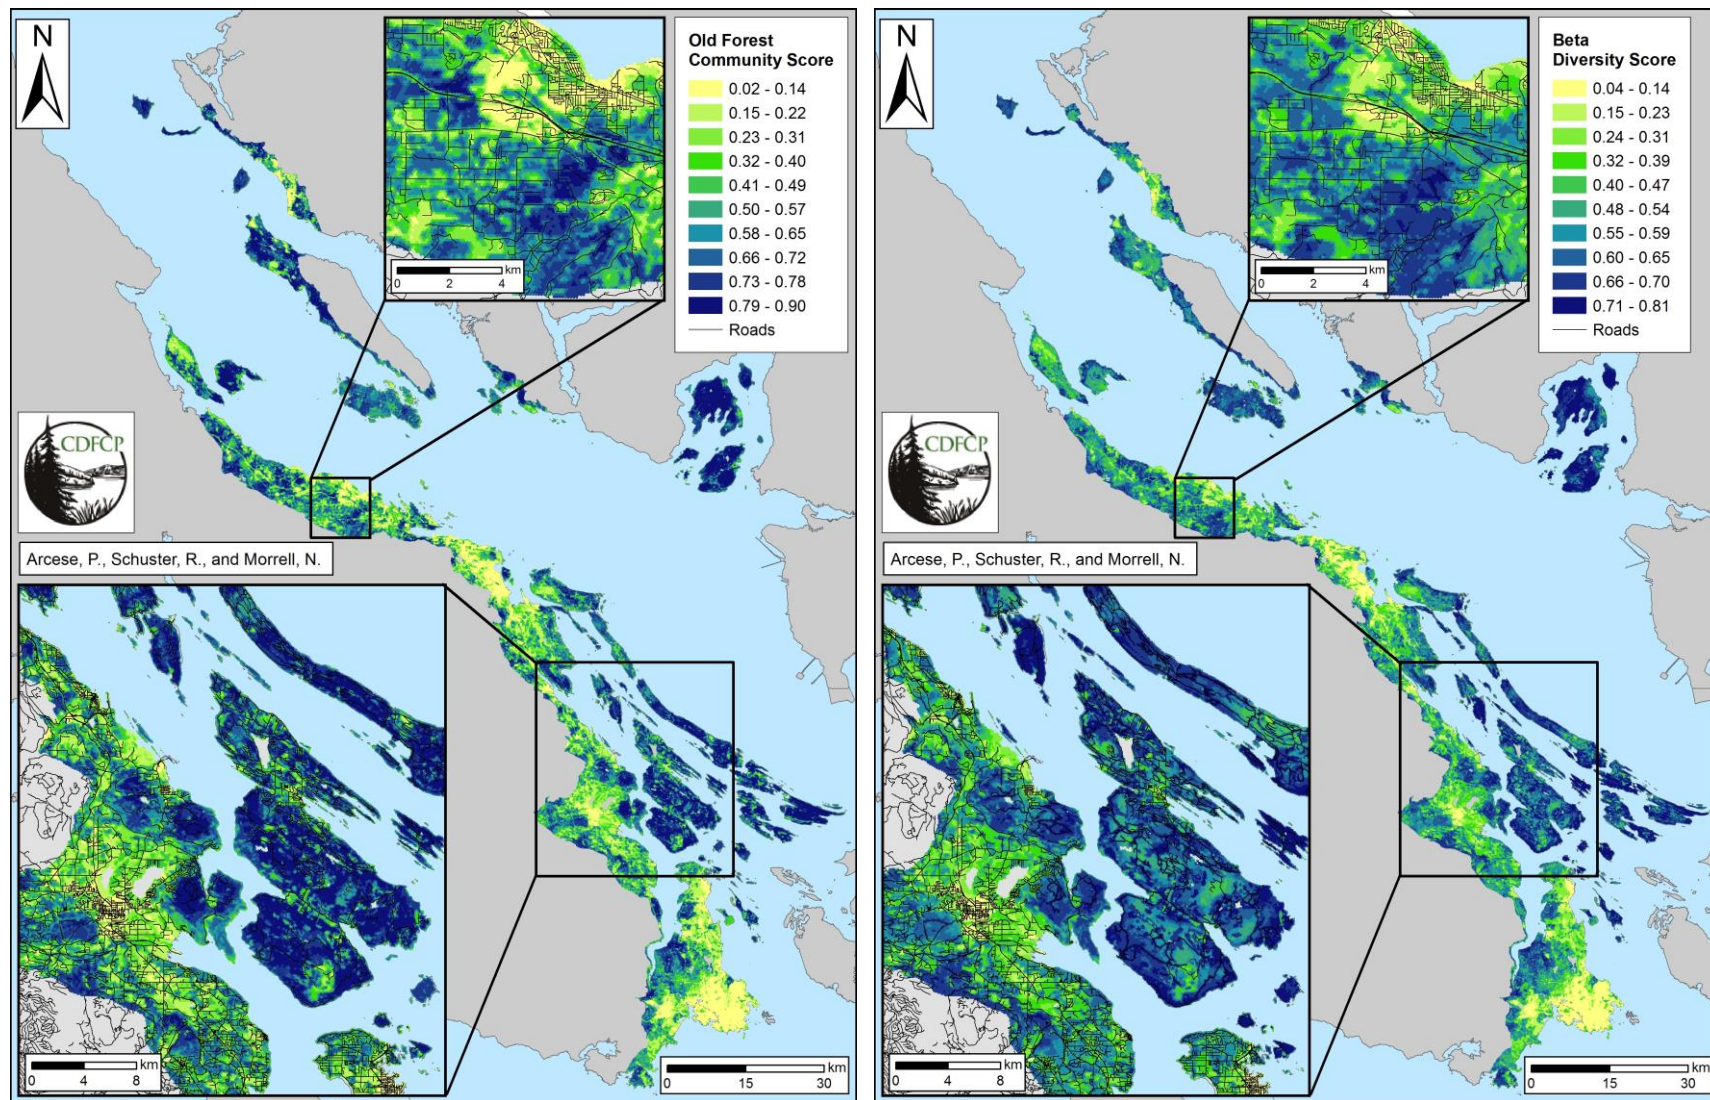 N
Old Forest
Community Score
0.02 - 0.14
0.15 - 0.22
0.23 - 0.31
0.32 - 0.40
0.41 - 0.49
0.50 - 0.57
0.58 - 0.65
0.66 - 0.72
0.73 - 0.78
0.79 - 0.90
Roads
km
0 2 4
CDFCP
Arcese, P., Schuster, R., and Morrell, N.
km
0 4 8
km
0 15 30
N
Beta
Diversity Score
0.04 - 0.14
0.15 - 0.23
0.24 - 0.31
0.32 - 0.39
0.40 - 0.47
0.48 - 0.54
0.55 - 0.59
0.60 - 0.65
0.66 - 0.70
0.71 - 0.81
Roads
km
0 2 4
CDFCP
Arcese, P., Schuster, R., and Morrell, N.
km
0 4 8
km
0 15 30